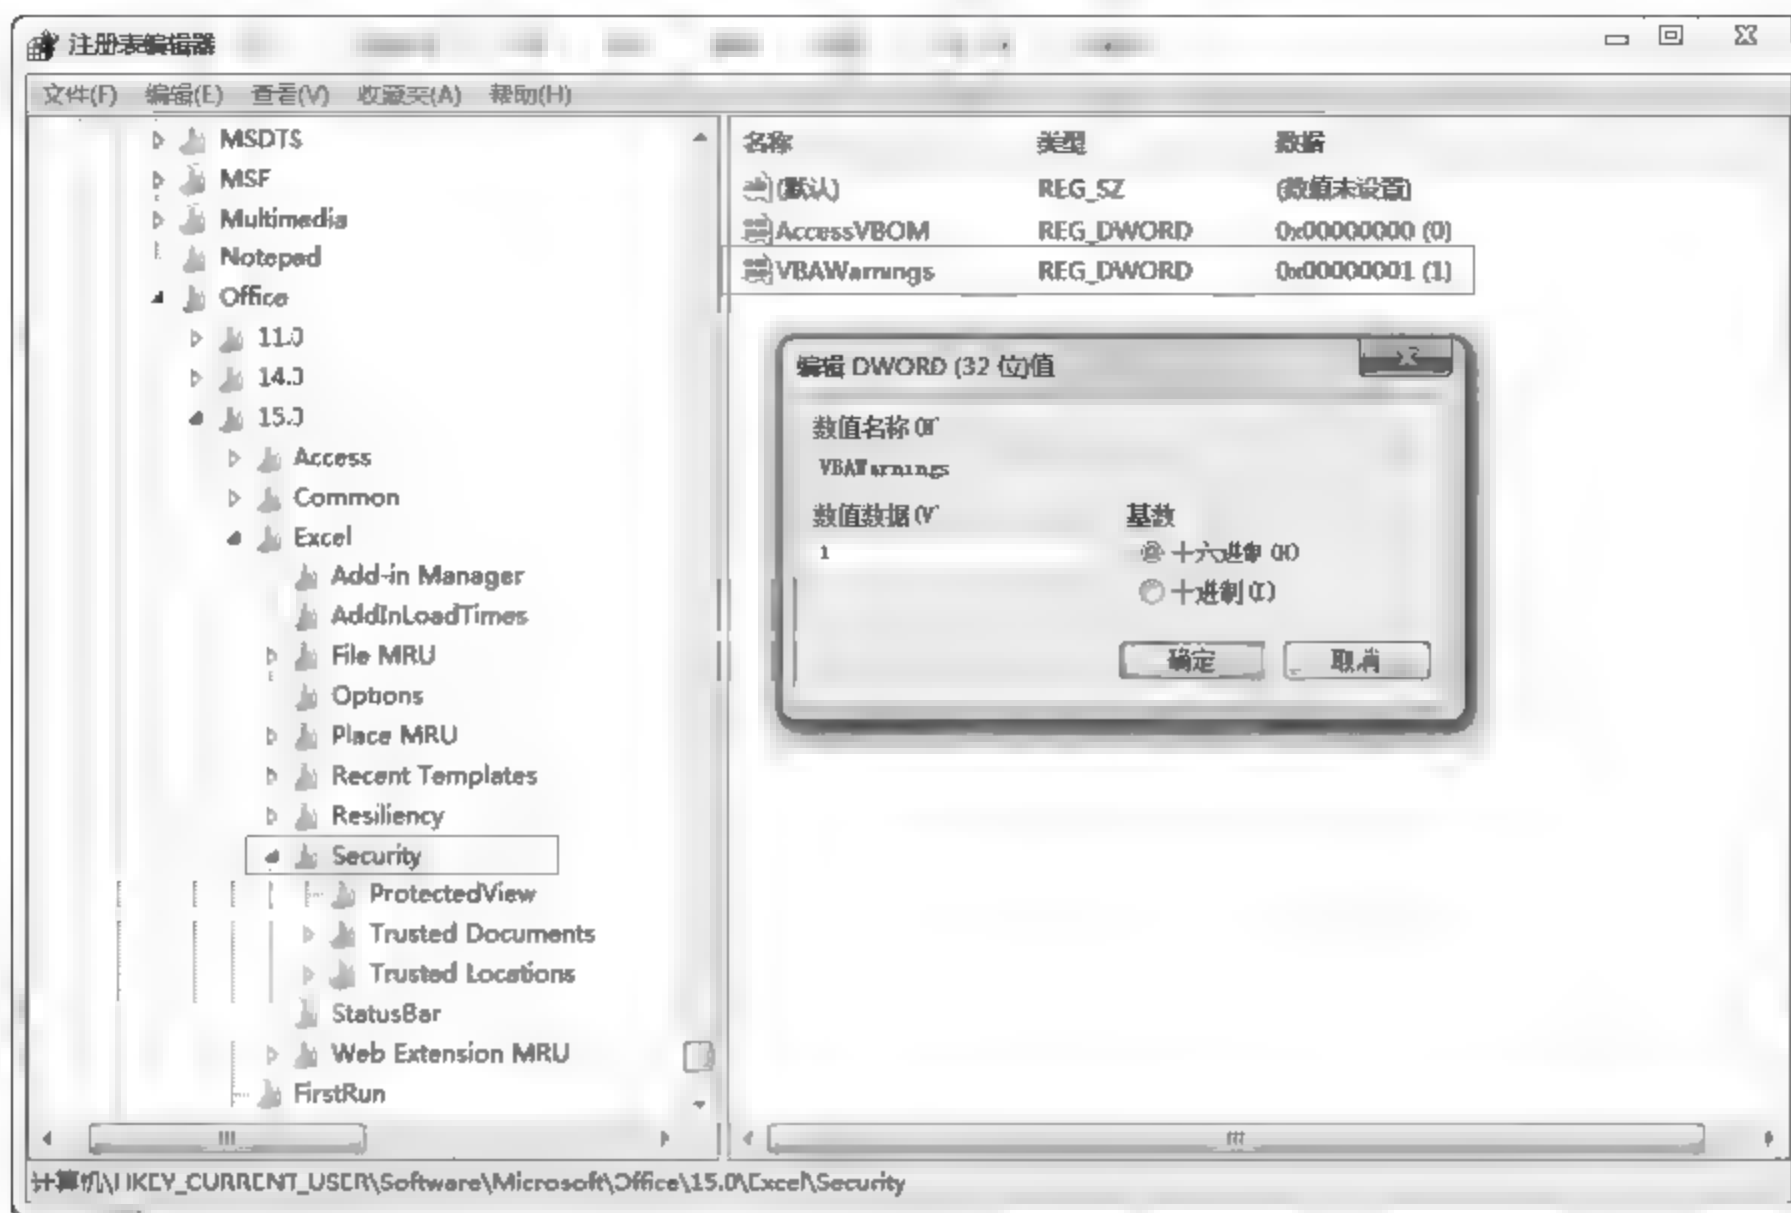 注册表编辑器
文件(F) 编辑(E) 查看(V) 收藏夹(A) 帮助(H)
MSDTS
MSF
Multimedia
Notepad
Office
11.0
14.0
15.0
Access
Common
Excel
Add-in Manager
AddInLoadTimes
File MRU
Options
Place MRU
Recent Templates
Resiliency
Security
ProtectedView
Trusted Documents
Trusted Locations
StatusBar
Web Extension MRU
FirstRun
名称 类型 数据
(默认) REG_SZ (数值未设置)
AccessVBOM REG_DWORD 0x00000000 (0)
VBAWarnings REG_DWORD 0x00000001 (1)
编辑 DWORD (32 位)值
数值名称(N
VBAWarnings
数值数据(V 基数
1
十六进制(H)
十进制(D)
确定 取消
计算机\HKEY_CURRENT_USER\Software\Microsoft\Office\15.0\Excel\Security